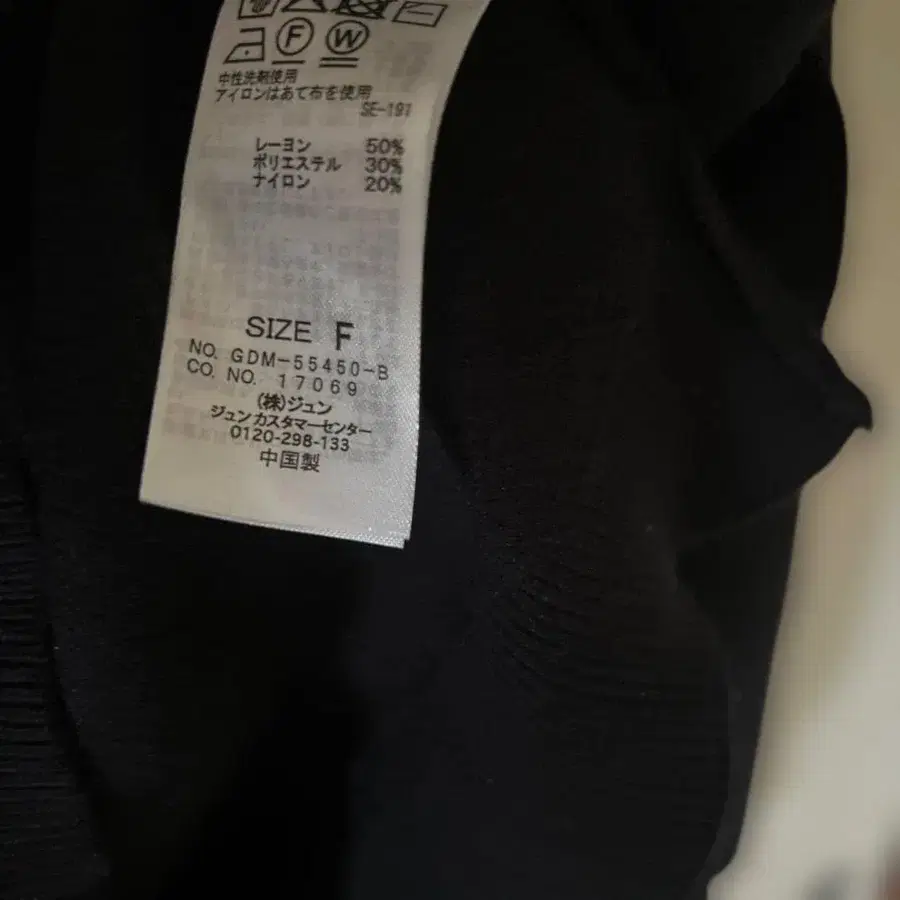 F W
中性洗剤使用
アイロンはあて布を使用
SE-191
レーヨン 50%
ポリエステル 30%
ナイロン 20%
SIZE F
NO. GDM-55450-B
CO. NO. 17069
(株)ジュン
ジュンカスタマーセンター
0120-298-133
中国製